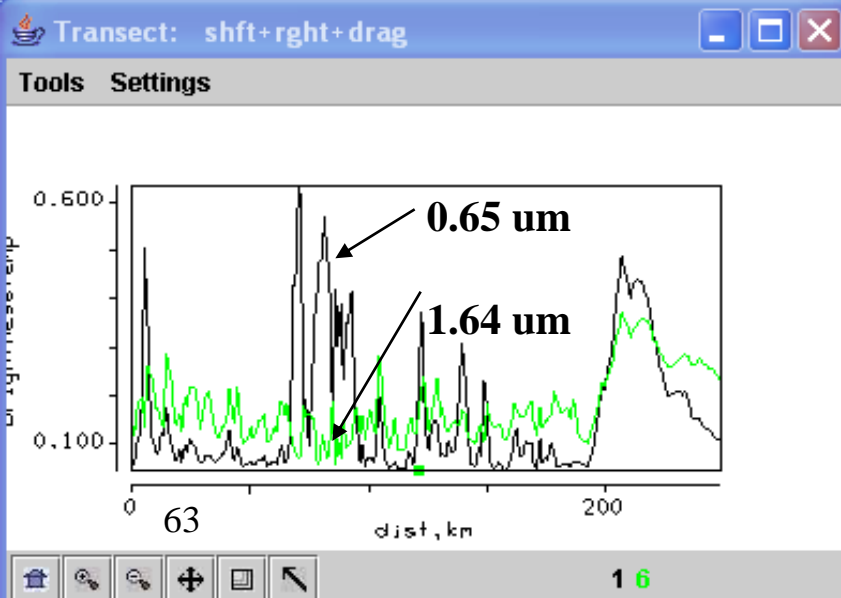 Transect: shft+rght+drag
Tools Settings
0.600
0.65 um
1.64 um
0.100
0
200
63
dist,km
1 6